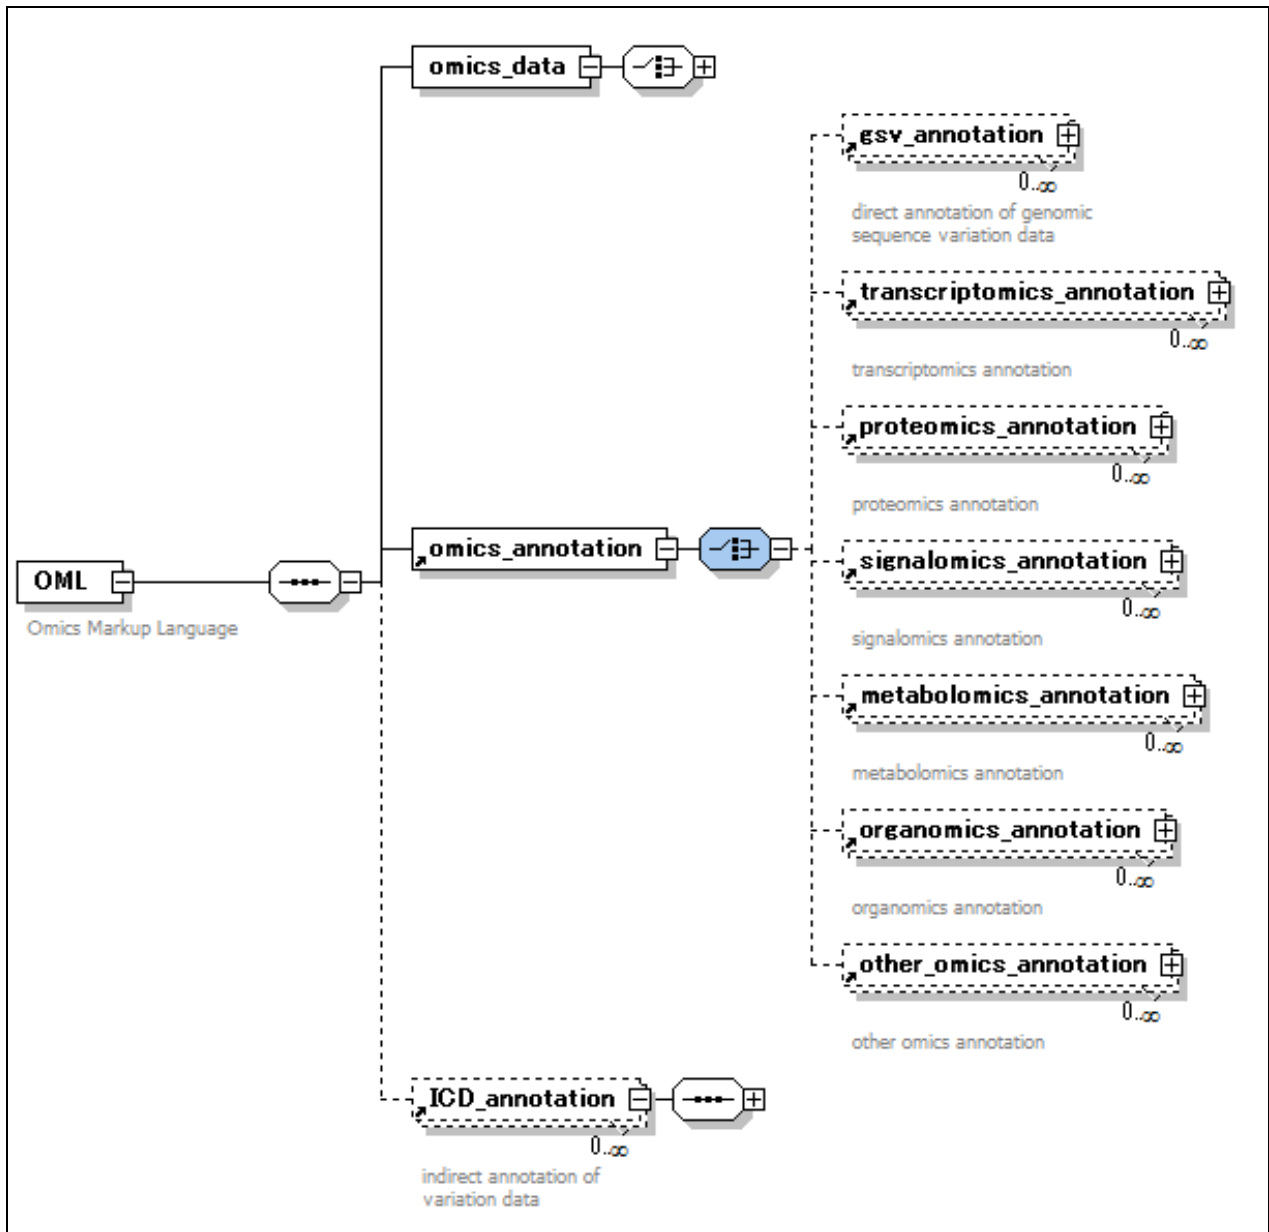 omics_data
gsv_annotation
0..∞
direct annotation of genomic
sequence variation data
transcriptomics_annotation
0..∞
transcriptomics annotation
proteomics_annotation
0..∞
proteomics annotation
omics_annotation
signalomics_annotation
0..∞
signalomics annotation
OML
Omics Markup Language
metabolomics_annotation
0..∞
metabolomics annotation
organomics_annotation
0..∞
organomics annotation
other_omics_annotation
0..∞
other omics annotation
ICD_annotation
0..∞
indirect annotation of
variation data